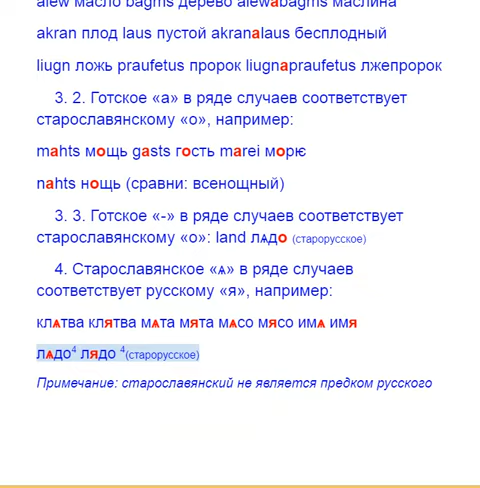 alew масло bagms дерево alewabagms маслина
akran плод laus пустой akranalaus бесплодный
liugn ложь praufetus пророк liugnapraufetus лжепророк
3. 2. Готское «а» в ряде случаев соответствует
старославянскому «о», например:
mahts мощь gasts гость marei морѥ
nahts нощь (сравни: всенощный)
3. 3. Готское «-» в ряде случаев соответствует
старославянскому «о»: land лѧдо (старорусское)
4. Старославянское «ѧ» в ряде случаев
соответствует русскому «я», например:
клѧтва клятва мѧта мята мѧсо мясо имѧ имя
лѧдо⁴ лядо ⁴(старорусское)
Примечание: старославянский не является предком русского